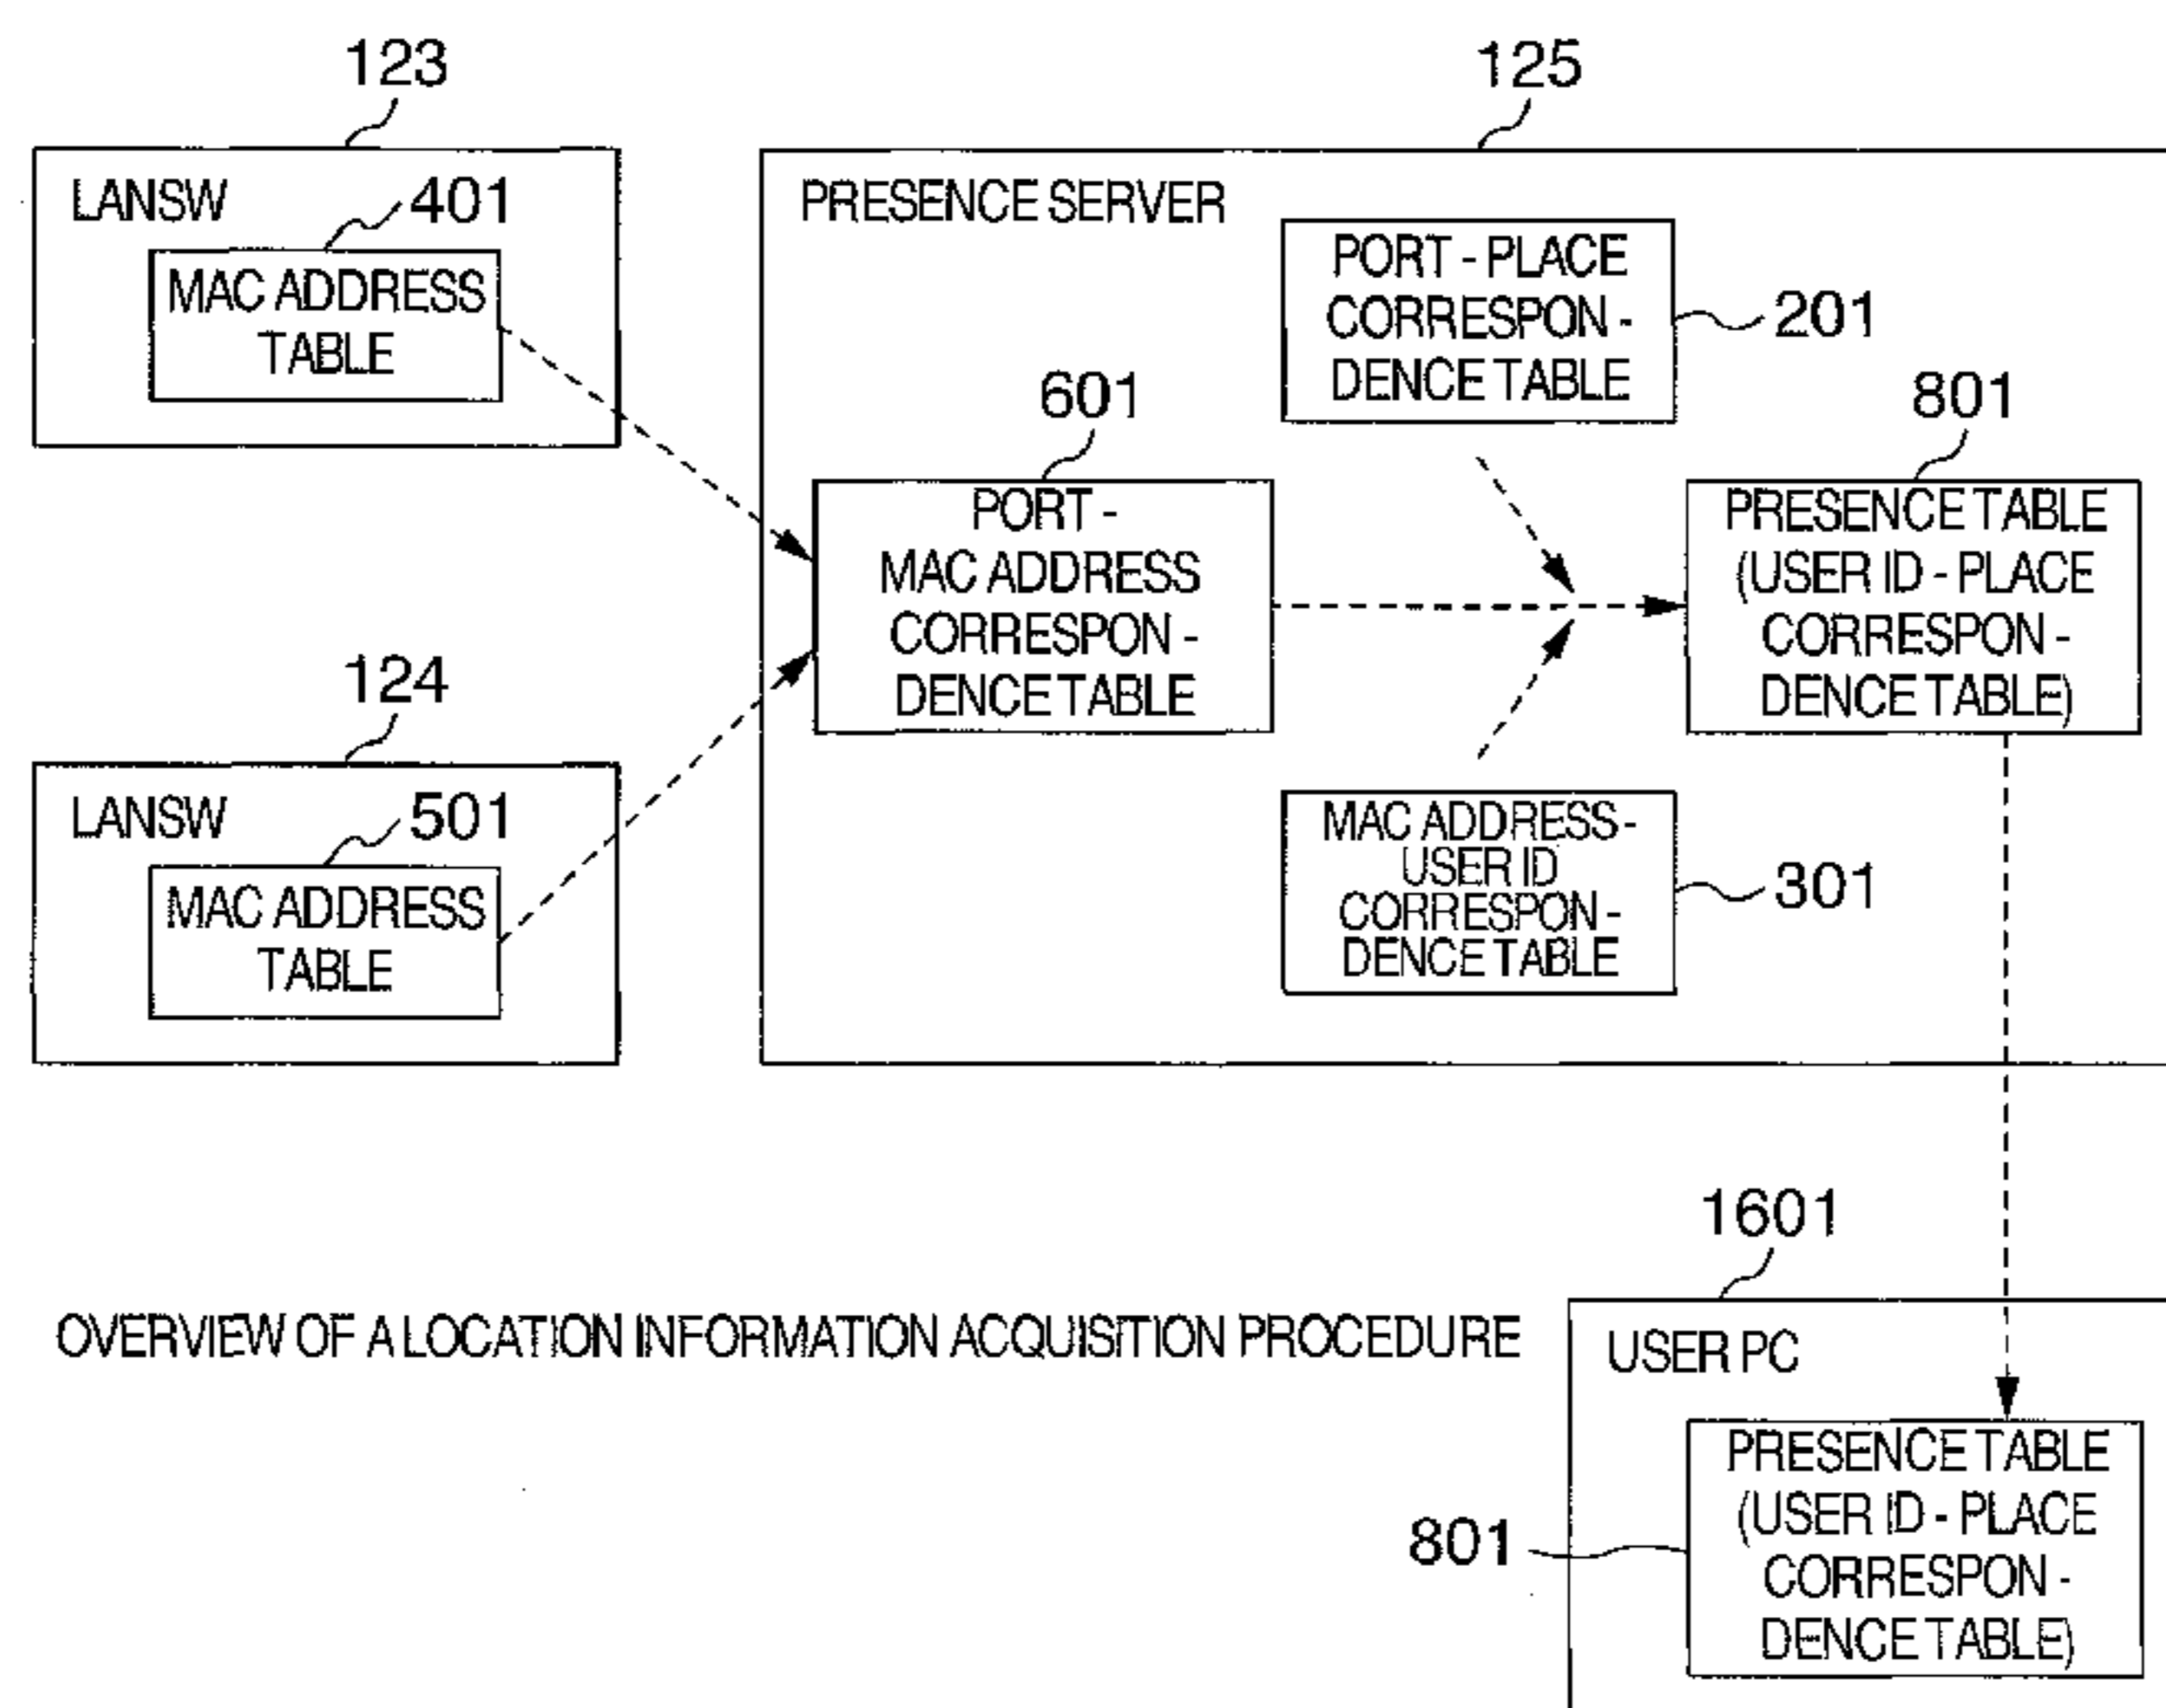 123
LANSW
401
MAC ADDRESS
TABLE
124
LANSW
501
MAC ADDRESS
TABLE
125
PRESENCE SERVER
PORT - PLACE
CORRESPON -
DENCE TABLE
201
601
PORT -
MAC ADDRESS
CORRESPON -
DENCE TABLE
801
PRESENCE TABLE
(USER ID - PLACE
CORRESPON -
DENCE TABLE)
MAC ADDRESS -
USER ID
CORRESPON -
DENCE TABLE
301
OVERVIEW OF A LOCATION INFORMATION ACQUISITION PROCEDURE
1601
USER PC
801
PRESENCE TABLE
(USER ID - PLACE
CORRESPON -
DENCE TABLE)